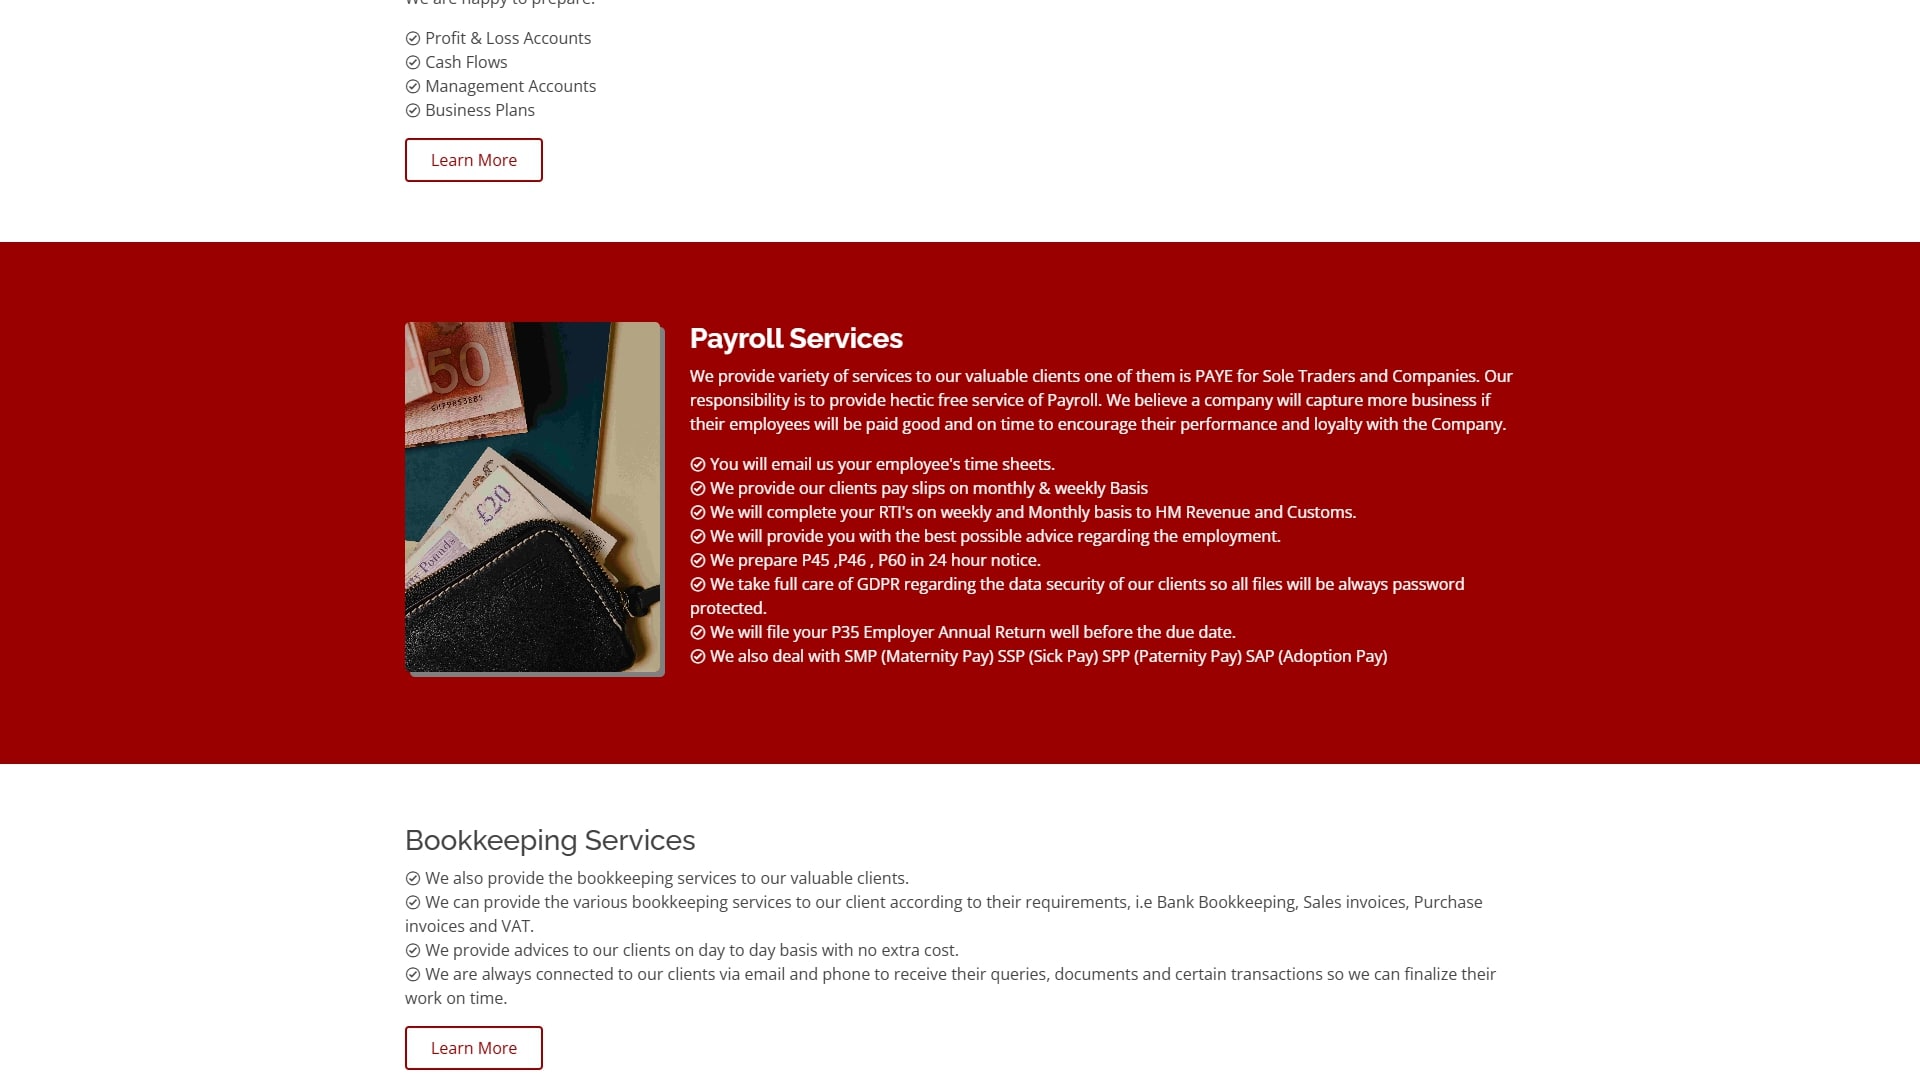 We are happy to prepare:
Profit & Loss Accounts
Cash Flows
Management Accounts
Business Plans
Learn More
50
£20
Pounds
Payroll Services
We provide variety of services to our valuable clients one of them is PAYE for Sole Traders and Companies. Our
responsibility is to provide hectic free service of Payroll. We believe a company will capture more business if
their employees will be paid good and on time to encourage their performance and loyalty with the Company.
You will email us your employee's time sheets.
We provide our clients pay slips on monthly & weekly Basis
We will complete your RTI's on weekly and Monthly basis to HM Revenue and Customs.
We will provide you with the best possible advice regarding the employment.
We prepare P45 ,P46 , P60 in 24 hour notice.
We take full care of GDPR regarding the data security of our clients so all files will be always password
protected.
We will file your P35 Employer Annual Return well before the due date.
We also deal with SMP (Maternity Pay) SSP (Sick Pay) SPP (Paternity Pay) SAP (Adoption Pay)
Bookkeeping Services
We also provide the bookkeeping services to our valuable clients.
We can provide the various bookkeeping services to our client according to their requirements, i.e Bank Bookkeeping, Sales invoices, Purchase
invoices and VAT.
We provide advices to our clients on day to day basis with no extra cost.
We are always connected to our clients via email and phone to receive their queries, documents and certain transactions so we can finalize their
work on time.
Learn More